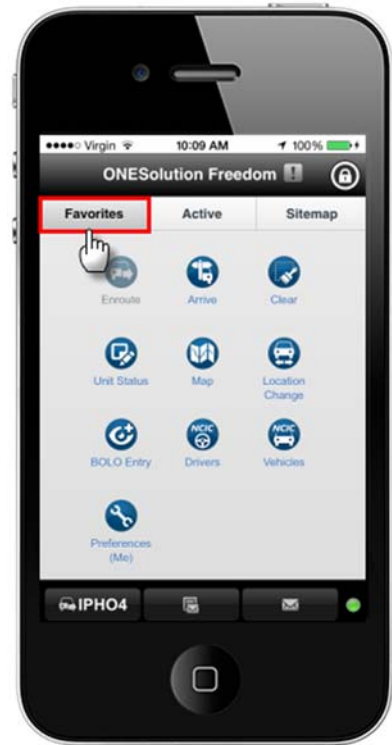 Virgin 10:09 AM 100%
ONESolution Freedom !
Favorites Active Sitemap
Enroute Arrive Clear
Unit Status Map Location
Change
NCIC NCIC
BOLO Entry Drivers Vehicles
Preferences
(Me)
IPHO4